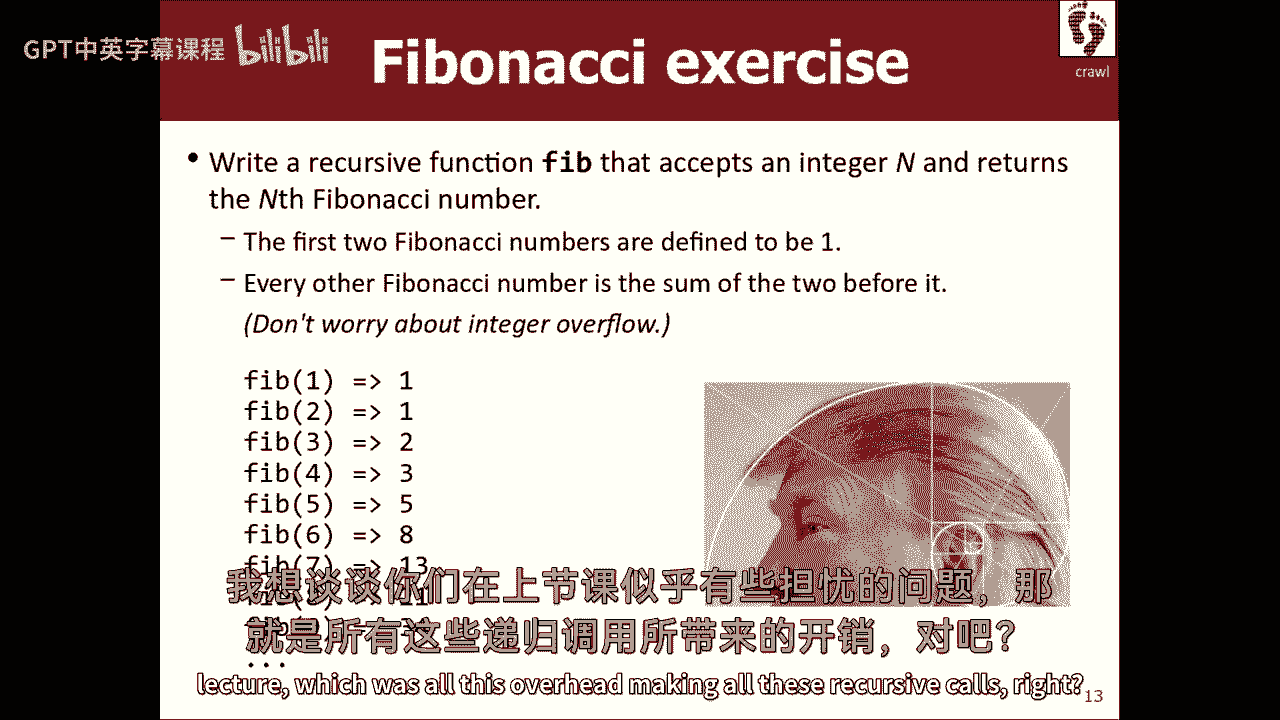 GPT中英字幕课程 bilibili
Fibonacci exercise
crawl
• Write a recursive function fib that accepts an integer N and returns
the Nth Fibonacci number.
– The first two Fibonacci numbers are defined to be 1.
– Every other Fibonacci number is the sum of the two before it.
(Don't worry about integer overflow.)
fib(1) => 1
fib(2) => 1
fib(3) => 2
fib(4) => 3
fib(5) => 5
fib(6) => 8
fib(7) => 13
我想谈谈你们在上节课似乎有些担忧的问题，那
就是所有这些递归调用所带来的开销，对吧？
...
lecture, which was all this overhead making all these recursive calls, right?
13